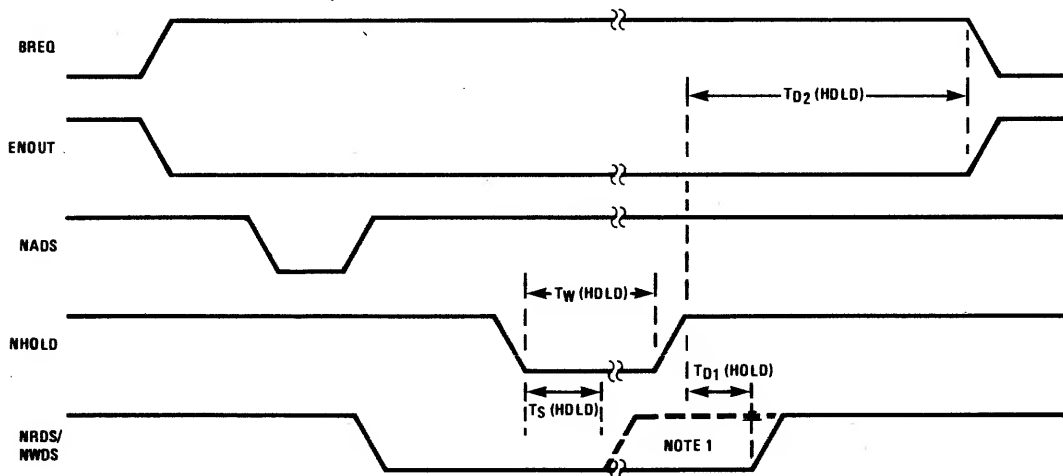 BREQ
TD2 (HOLD)
ENOUT
NADS
TW (HOLD)
NHOLD
TD1 (HOLD)
TS (HOLD)
NRDS/
NWDS
NOTE 1